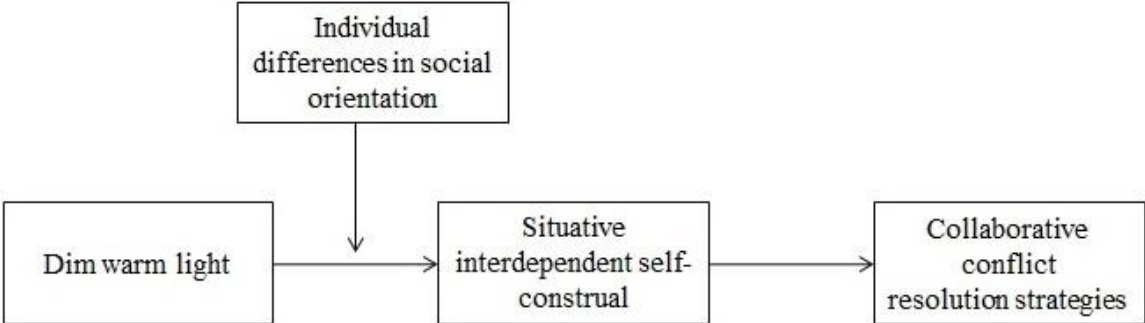 Individual
differences in social
orientation
Dim warm light
Situative
interdependent self-
construal
Collaborative
conflict
resolution strategies